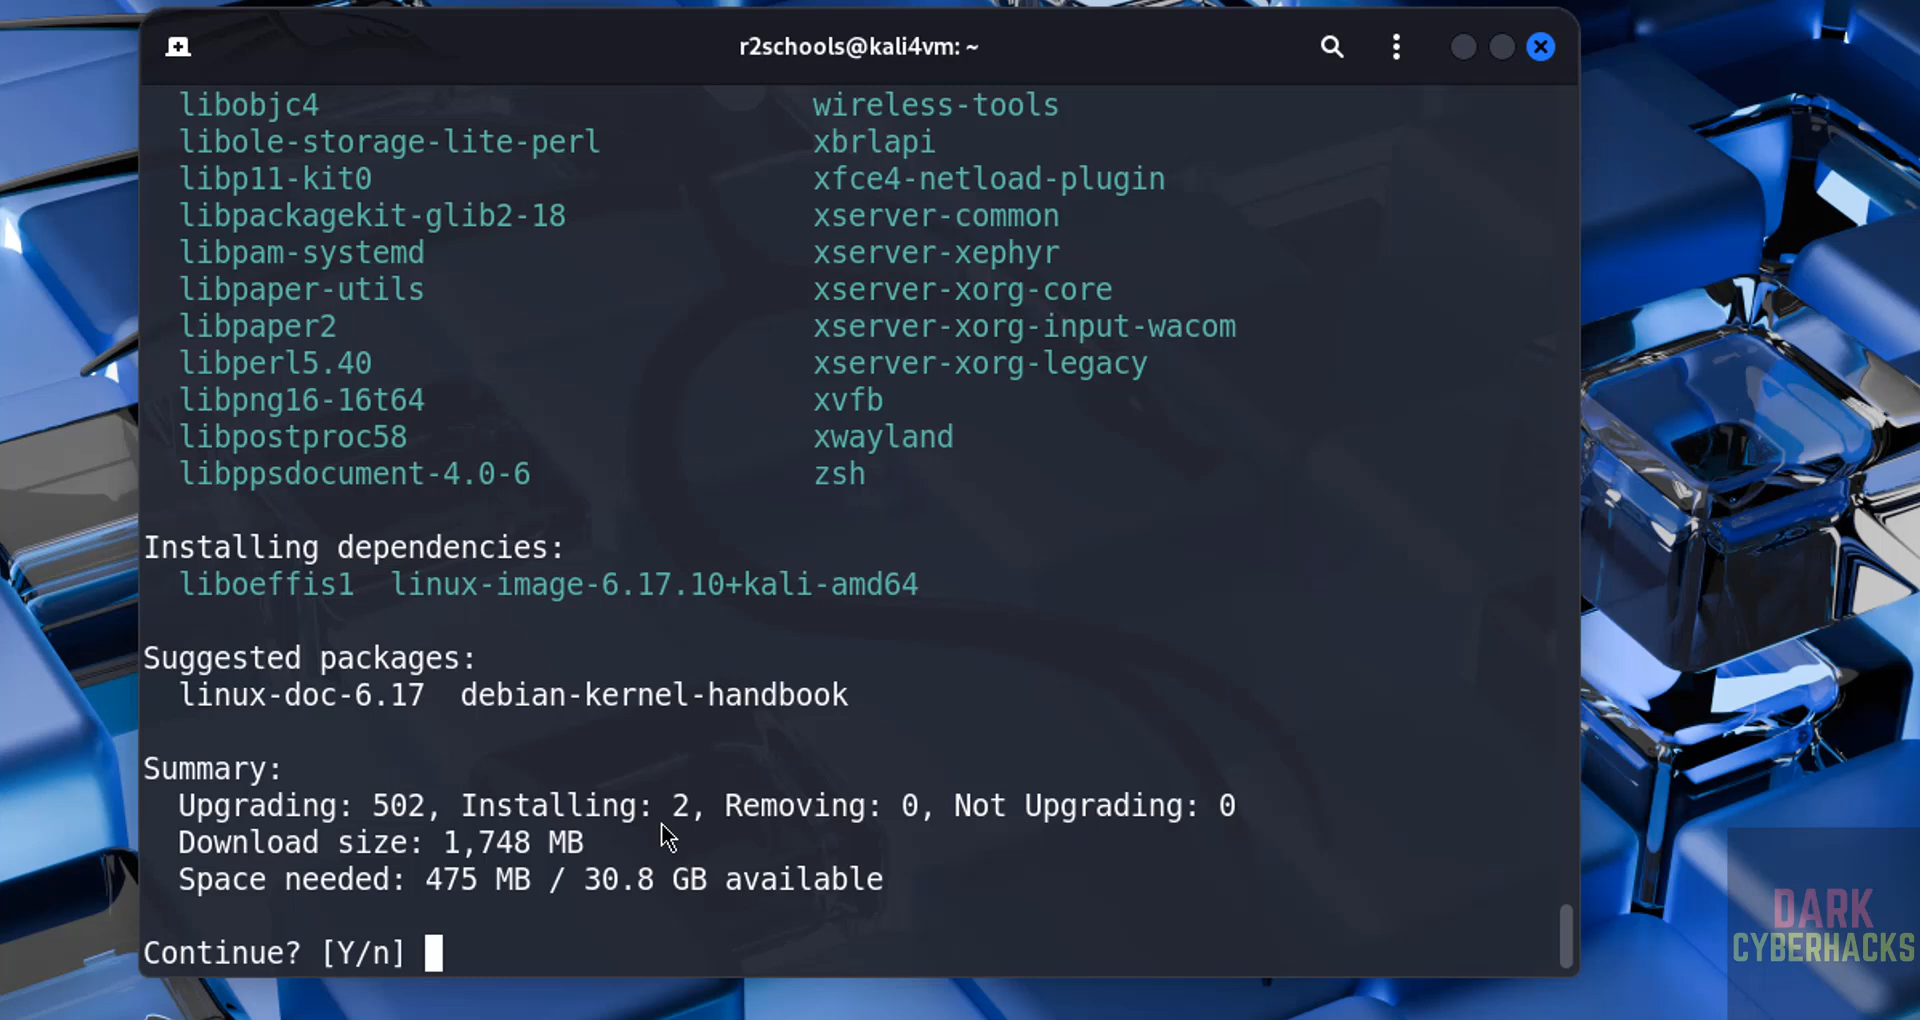 r2schools@kali4vm: ~
libobjc4 wireless-tools
libole-storage-lite-perl xbrlapi
libp11-kit0 xfce4-netload-plugin
libpackagekit-glib2-18 xserver-common
libpam-systemd xserver-xephyr
libpaper-utils xserver-xorg-core
libpaper2 xserver-xorg-input-wacom
libperl5.40 xserver-xorg-legacy
libpng16-16t64 xvfb
libpostproc58 xwayland
libppsdocument-4.0-6 zsh
Installing dependencies:
liboeffis1 linux-image-6.17.10+kali-amd64
Suggested packages:
linux-doc-6.17 debian-kernel-handbook
Summary:
Upgrading: 502, Installing: 2, Removing: 0, Not Upgrading: 0
Download size: 1,748 MB
Space needed: 475 MB / 30.8 GB available
Continue? [Y/n]
DARK
CYBERHACKS